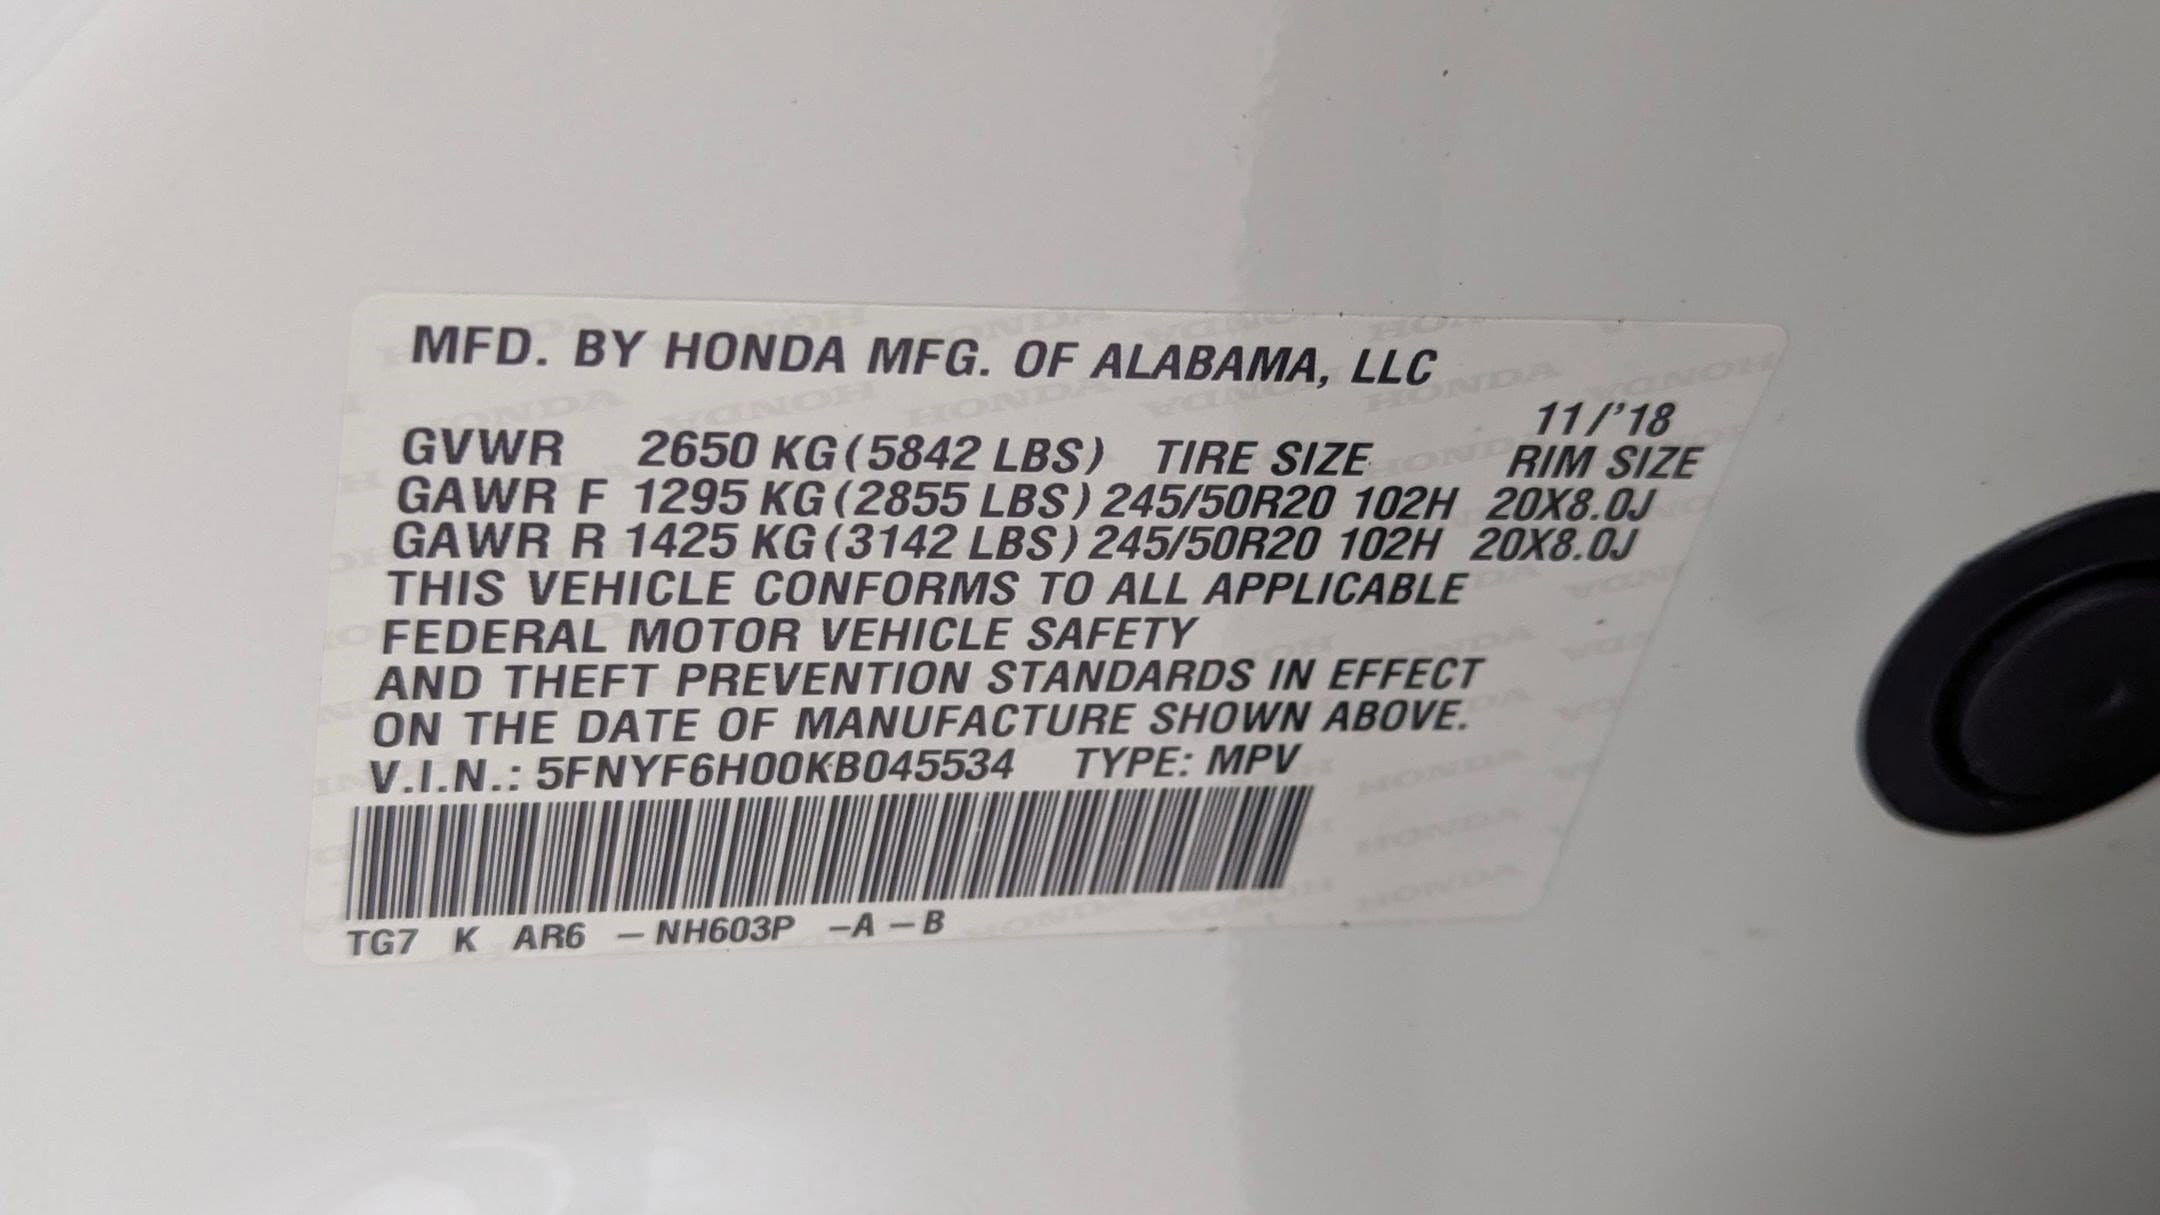 MFD. BY HONDA MFG. OF ALABAMA, LLC
11/'18
GVWR 2650 KG (5842 LBS) TIRE SIZE RIM SIZE
GAWR F 1295 KG (2855 LBS) 245/50R20 102H 20X8.0J
GAWR R 1425 KG (3142 LBS) 245/50R20 102H 20X8.0J
THIS VEHICLE CONFORMS TO ALL APPLICABLE
FEDERAL MOTOR VEHICLE SAFETY
AND THEFT PREVENTION STANDARDS IN EFFECT
ON THE DATE OF MANUFACTURE SHOWN ABOVE.
V.I.N.: 5FNYF6H00KB045534 TYPE: MPV
TG7 K AR6 – NH603P –A – B